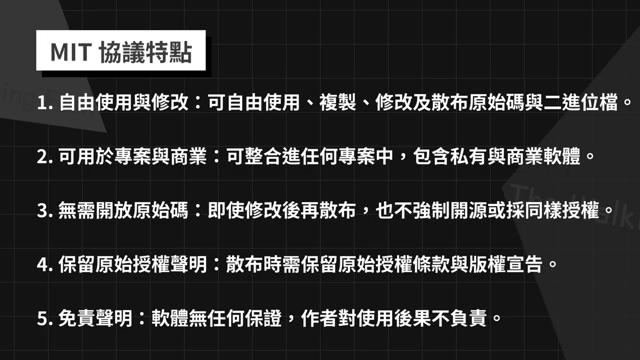 MIT 協議特點
1. 自由使用與修改：可自由使用、複製、修改及散布原始碼與二進位檔。
2. 可用於專案與商業：可整合進任何專案中，包含私有與商業軟體。
3. 無需開放原始碼：即使修改後再散布，也不強制開源或採同樣授權。
4. 保留原始授權聲明：散布時需保留原始授權條款與版權宣告。
5. 免責聲明：軟體無任何保證，作者對使用後果不負責。